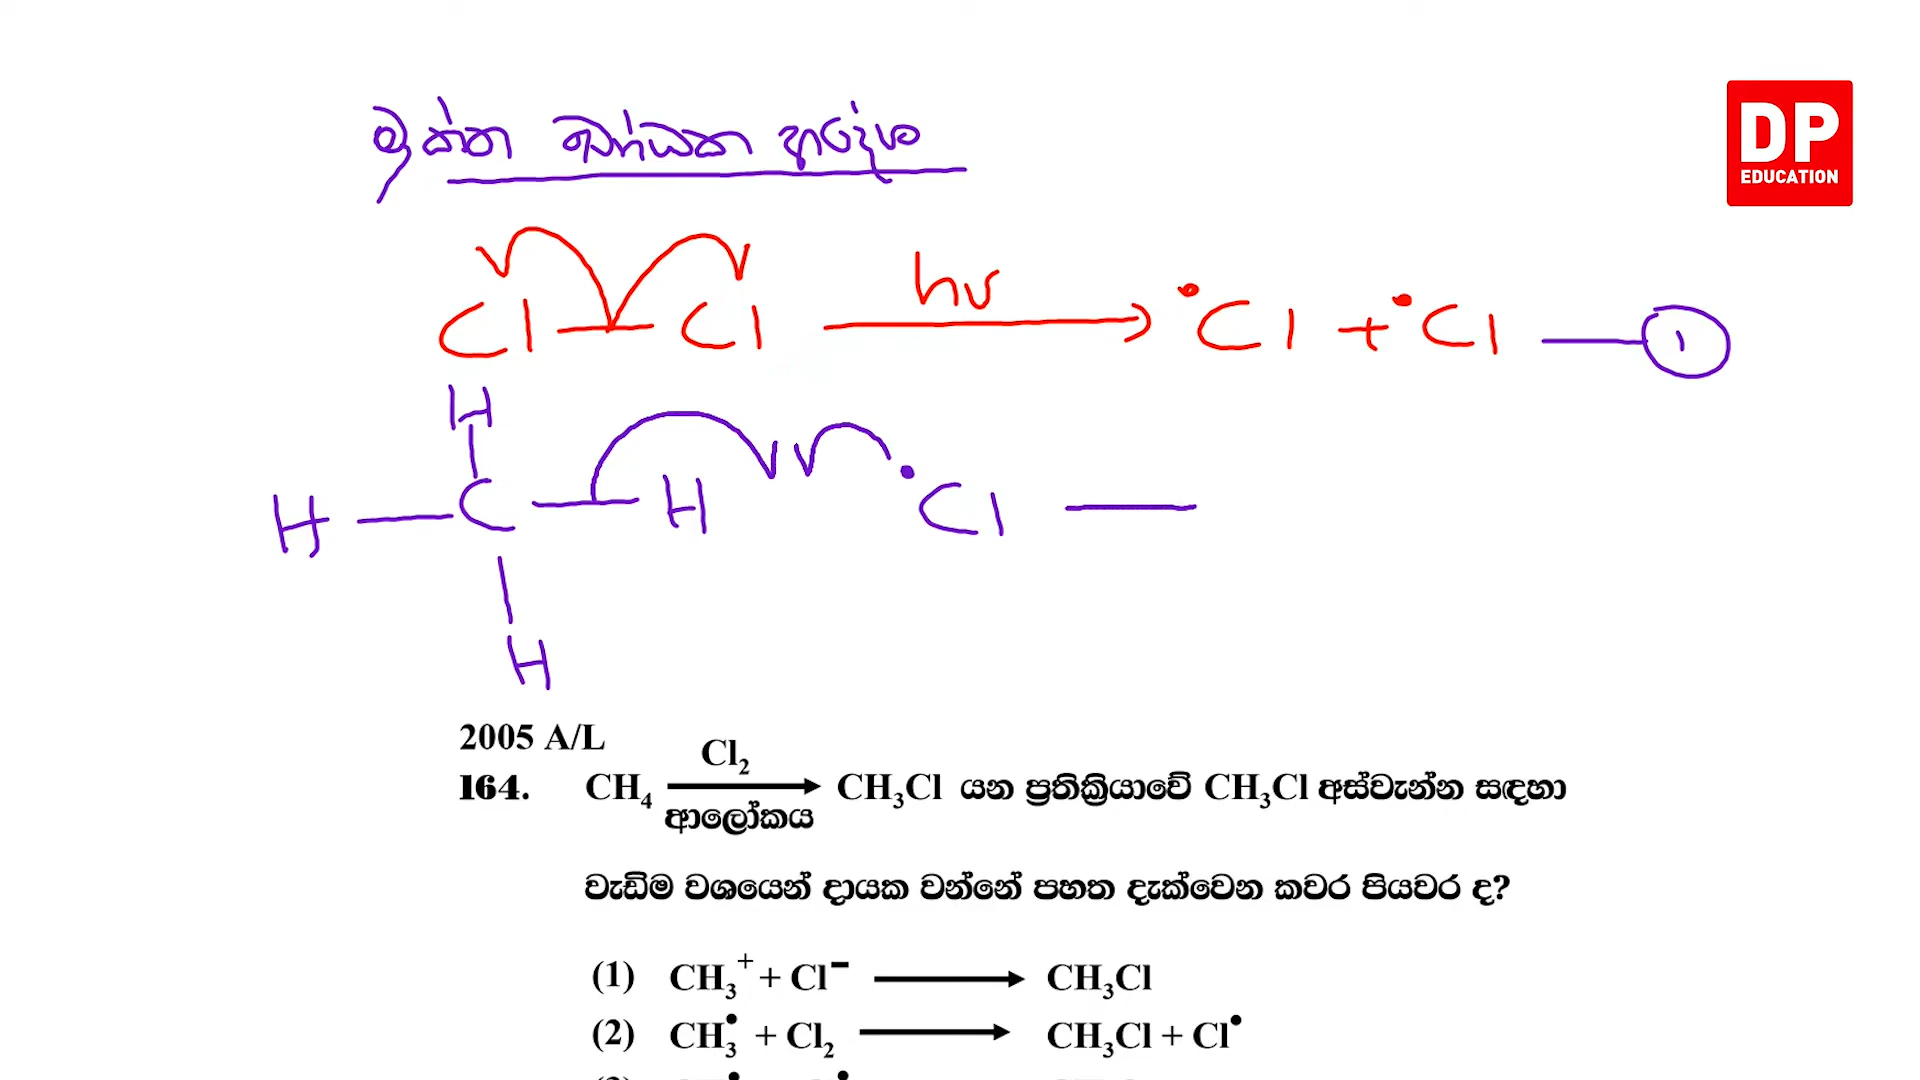 මුක්ත ඛණ්ඩක ආදේශ
DP
EDUCATION
Cl — Cl hν → •Cl + •Cl — 1
H
H — C — H •Cl —
H
2005 A/L
164. CH₄ Cl₂ → ආලෝකය CH₃Cl යන ප්‍රතික්‍රියාවේ CH₃Cl අස්වැන්න සඳහා
වැඩිම වශයෙන් දායක වන්නේ පහත දැක්වෙන කවර පියවර ද?
(1) CH₃⁺ + Cl⁻ → CH₃Cl
(2) CH₃• + Cl₂ → CH₃Cl + Cl•